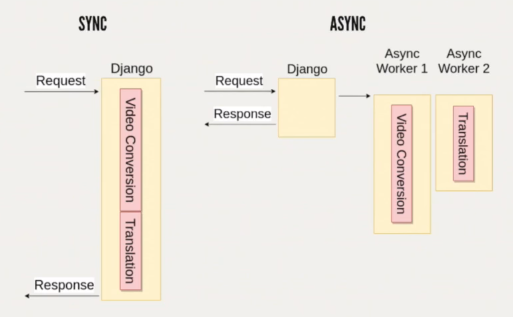 SYNC
Request
Django
Video Conversion
Translation
Response
ASYNC
Request
Django
Response
Async
Worker 1
Video Conversion
Async
Worker 2
Translation